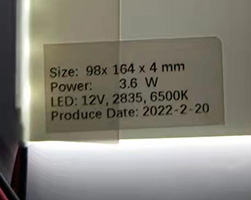 Size: 98x 164 x 4 mm
Power: 3.6 W
LED: 12V, 2835, 6500K
Produce Date: 2022-2-20